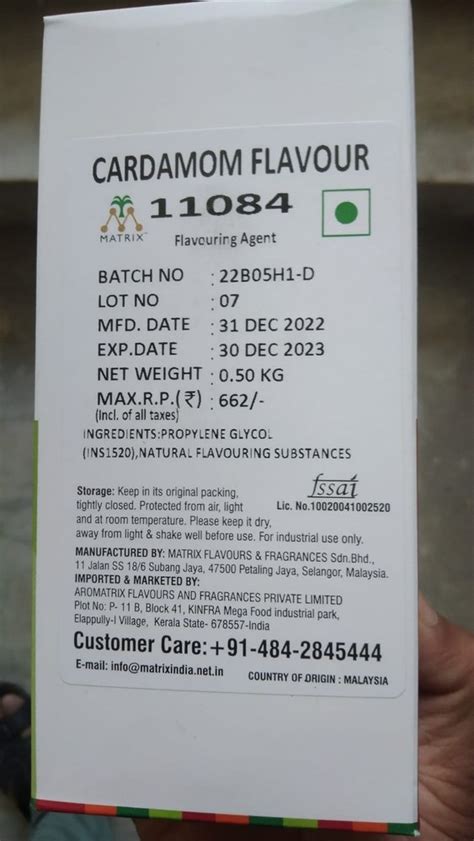 CARDAMOM FLAVOUR
MATRIX™
11084
Flavouring Agent
BATCH NO : 22B05H1-D
LOT NO : 07
MFD. DATE : 31 DEC 2022
EXP.DATE : 30 DEC 2023
NET WEIGHT : 0.50 KG
MAX.R.P.(₹) : 662/-
(Incl. of all taxes)
INGREDIENTS:PROPYLENE GLYCOL
(INS1520),NATURAL FLAVOURING SUBSTANCES
fssai
Lic. No.10020041002520
Storage: Keep in its original packing,
tightly closed. Protected from air, light
and at room temperature. Please keep it dry,
away from light & shake well before use. For industrial use only.
MANUFACTURED BY: MATRIX FLAVOURS & FRAGRANCES Sdn.Bhd.,
11 Jalan SS 18/6 Subang Jaya, 47500 Petaling Jaya, Selangor, Malaysia.
IMPORTED & MARKETED BY:
AROMATRIX FLAVOURS AND FRAGRANCES PRIVATE LIMITED
Plot No: P- 11 B, Block 41, KINFRA Mega Food industrial park,
Elappully-I Village, Kerala State- 678557-India
Customer Care:+91-484-2845444
E-mail: info@matrixindia.net.in
COUNTRY OF ORIGIN : MALAYSIA